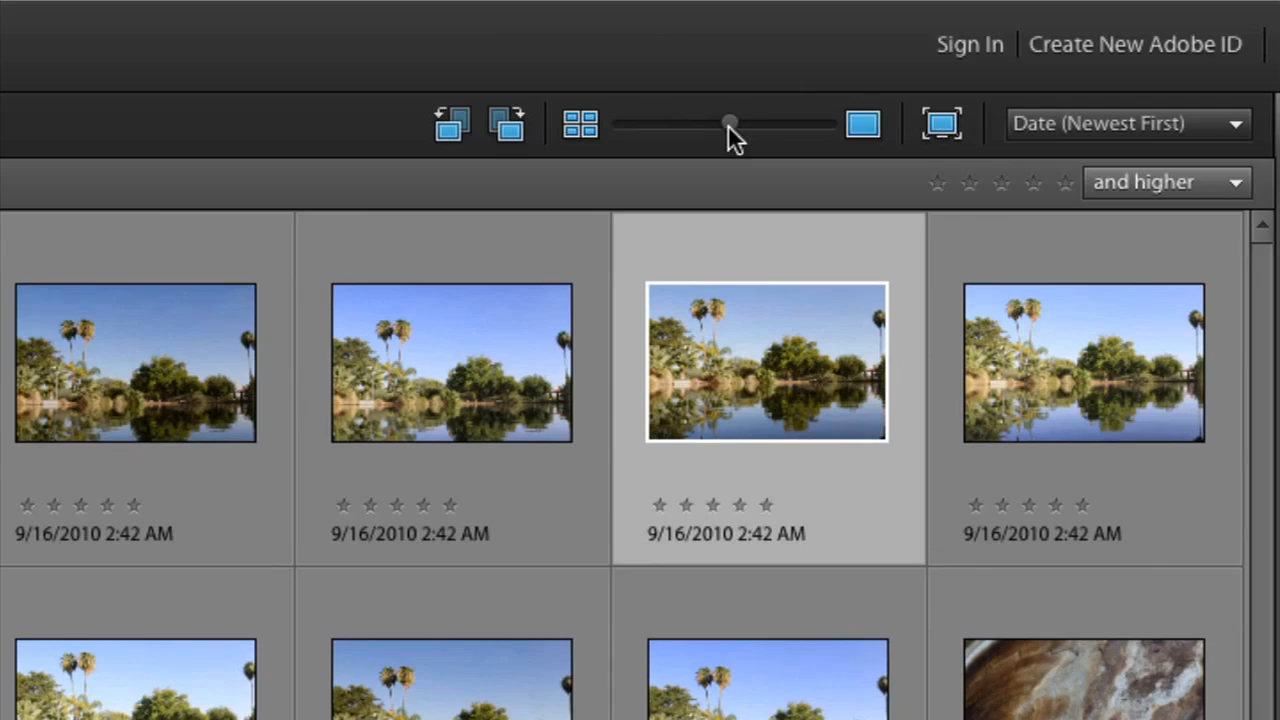 Sign In
Create New Adobe ID
Date (Newest First)
and higher
9/16/2010 2:42 AM
9/16/2010 2:42 AM
9/16/2010 2:42 AM
9/16/2010 2:42 AM